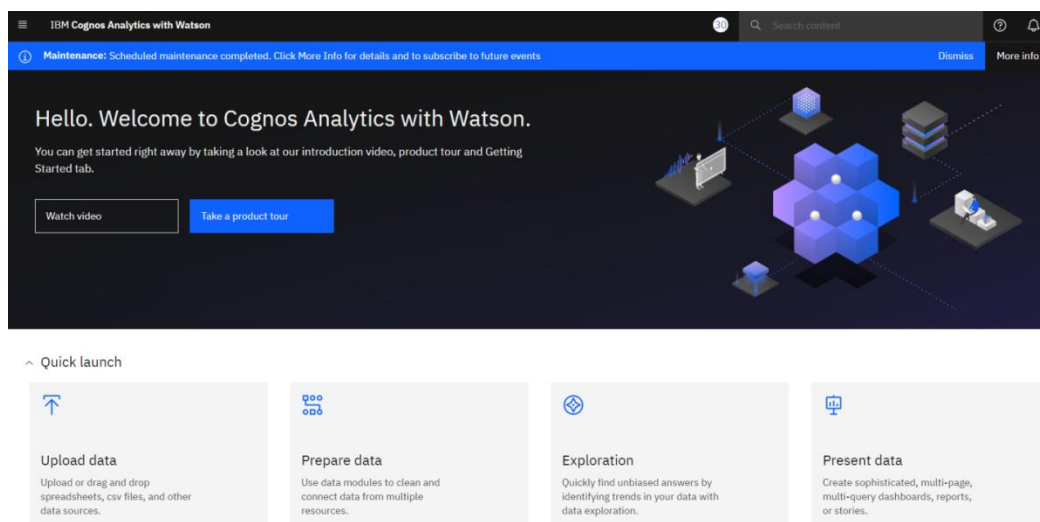 IBM Cognos Analytics with Watson
30
Search content
Maintenance: Scheduled maintenance completed. Click More Info for details and to subscribe to future events
Dismiss
More info
Hello. Welcome to Cognos Analytics with Watson.
You can get started right away by taking a look at our introduction video, product tour and Getting
Started tab.
Watch video
Take a product tour
Quick launch
Upload data
Upload or drag and drop
spreadsheets, csv files, and other
data sources.
Prepare data
Use data modules to clean and
connect data from multiple
resources.
Exploration
Quickly find unbiased answers by
identifying trends in your data with
data exploration.
Present data
Create sophisticated, multi-page,
multi-query dashboards, reports,
or stories.